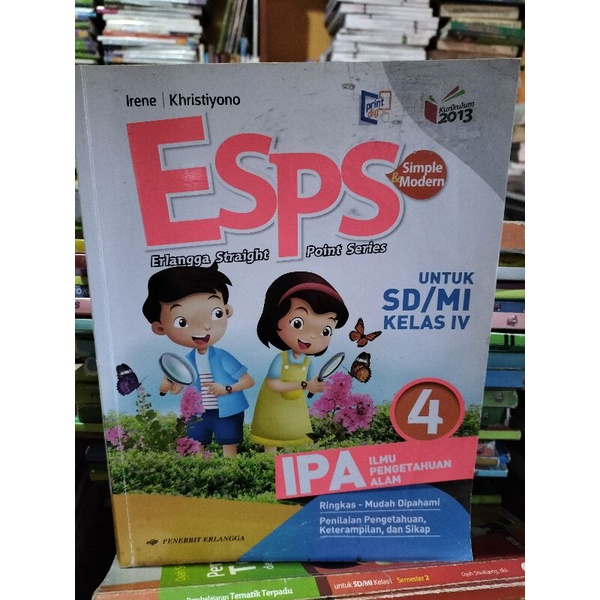 Irene | Khristiyono
print dig
Kurikulum
2013
ESPS
Simple
& Modern
Erlangga Straight Point Series
UNTUK
SD/MI
KELAS IV
4
IPA
ILMU
PENGETAHUAN
ALAM
Ringkas - Mudah Dipahami
Penilaian Pengetahuan,
Keterampilan, dan Sikap
PENERBIT ERLANGGA
Pembelajaran Tematik Terpadu
untuk SD/MI Kelas I Semester 2